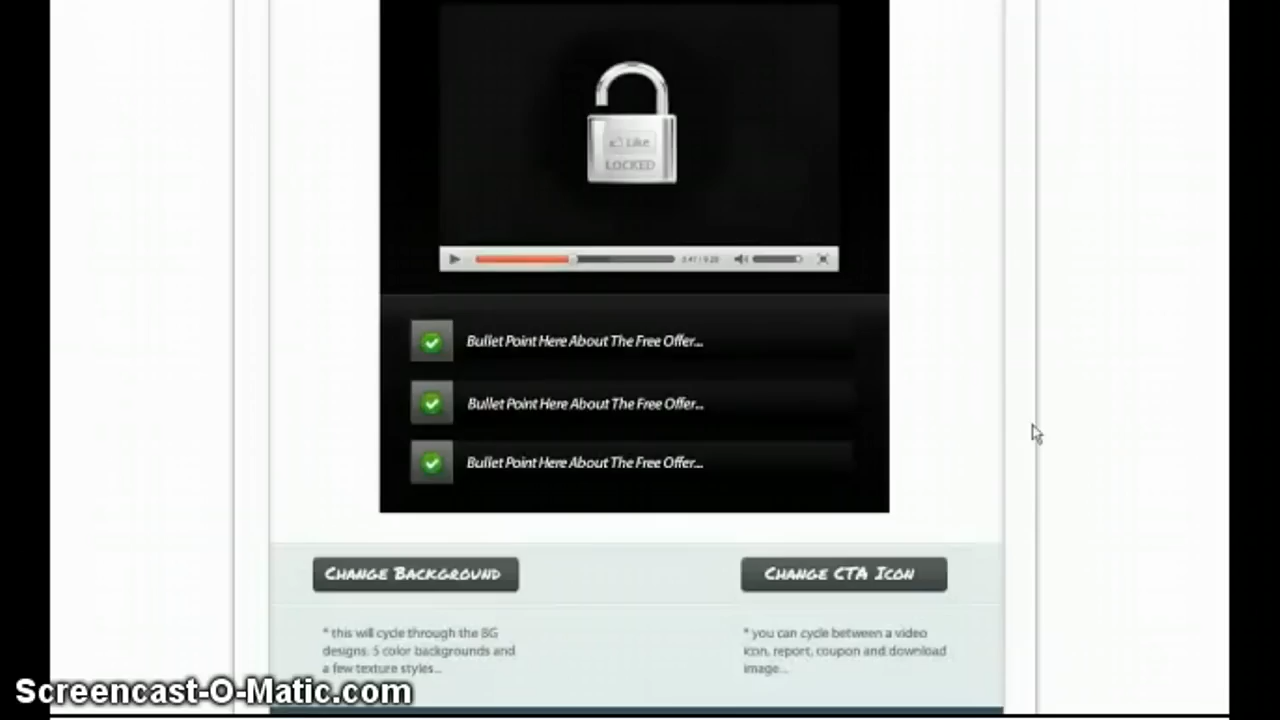 Like
LOCKED
Bullet Point Here About The Free Offer...
Bullet Point Here About The Free Offer...
Bullet Point Here About The Free Offer...
CHANGE BACKGROUND
CHANGE CTA ICON
* this will cycle through the BG
designs. 5 color backgrounds and
a few texture styles...
* you can cycle between a video
icon, report, coupon and download
image...
Screencast-O-Matic.com